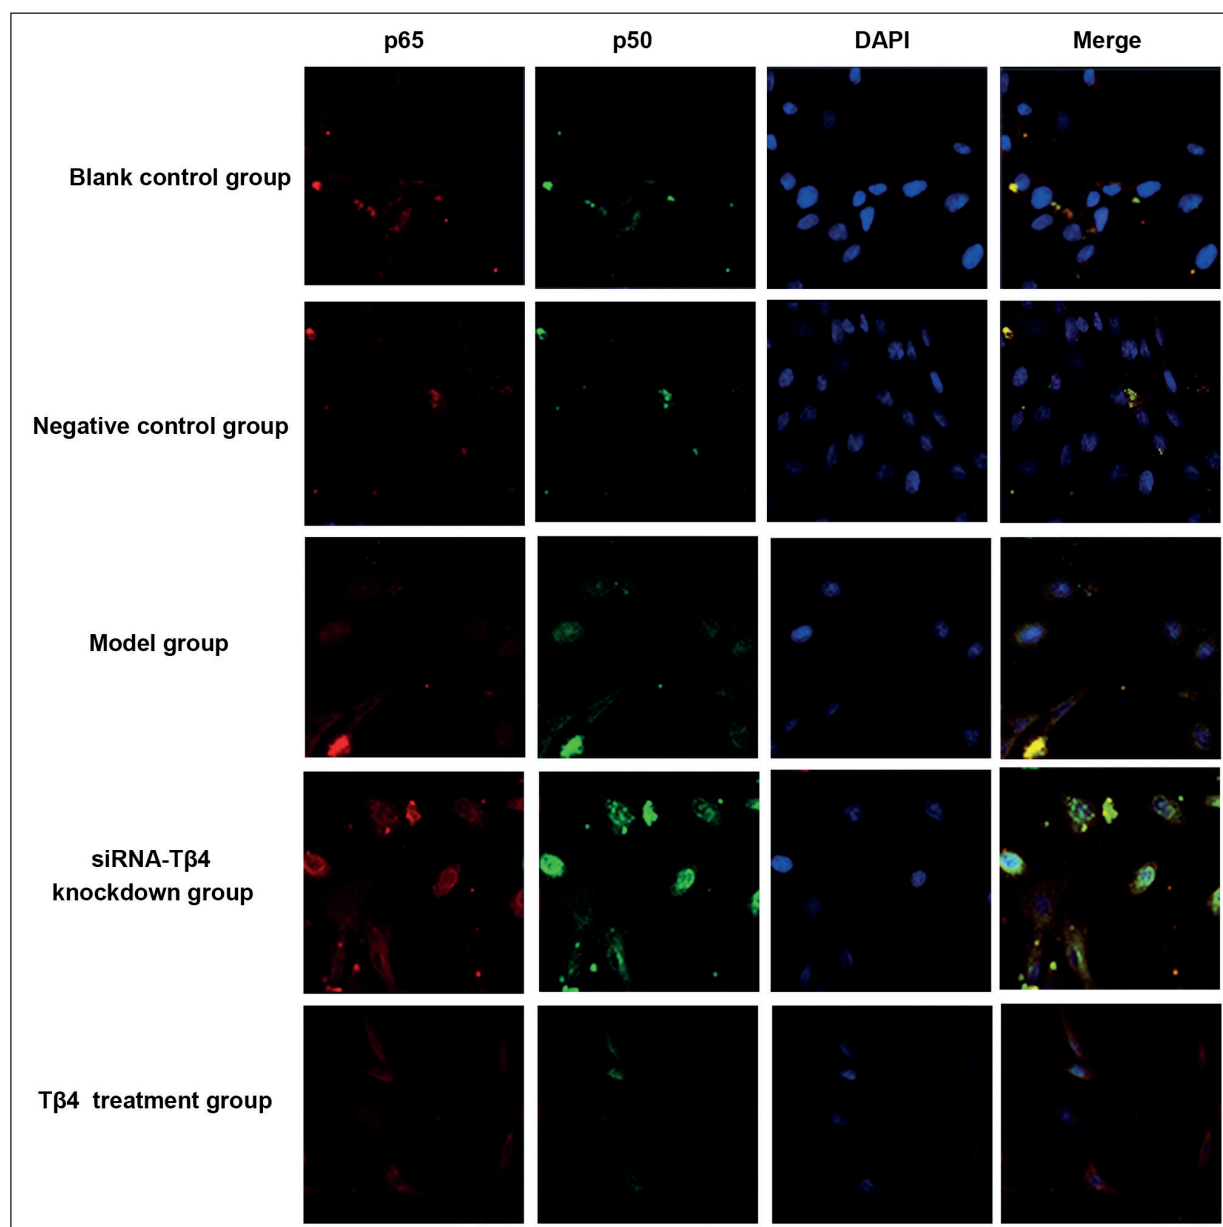 p65 p50 DAPI Merge
Blank control group
Negative control group
Model group
siRNA-Tβ4
knockdown group
Tβ4 treatment group